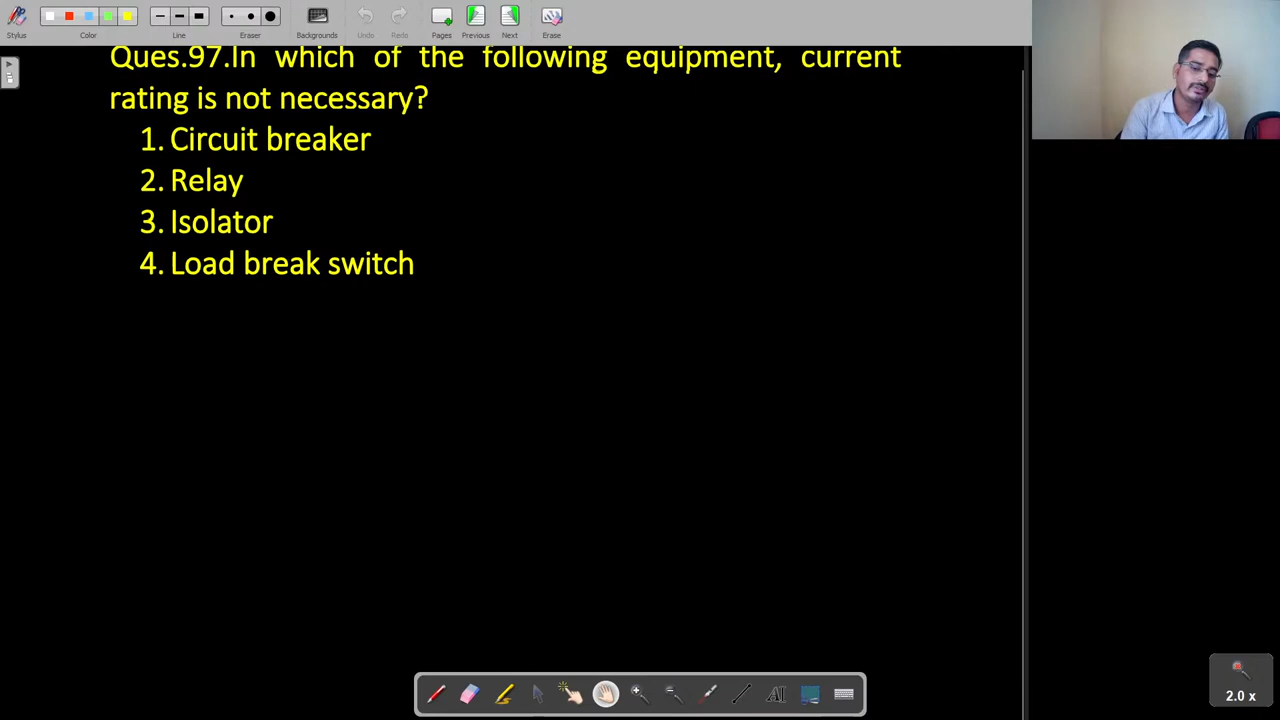 Stylus
Color
Line
Eraser
Backgrounds
Undo
Redo
Pages
Previous
Next
Erase
Ques.97.In which of the following equipment, current
rating is not necessary?
1. Circuit breaker
2. Relay
3. Isolator
4. Load break switch
AI
2.0 x